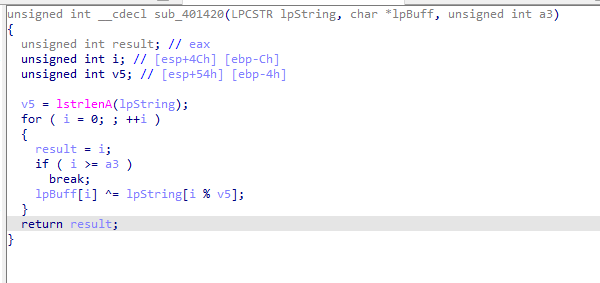 unsigned int __cdecl sub_401420(LPCSTR lpString, char *lpBuff, unsigned int a3)
{
  unsigned int result; // eax
  unsigned int i; // [esp+4Ch] [ebp-Ch]
  unsigned int v5; // [esp+54h] [ebp-4h]

  v5 = lstrlenA(lpString);
  for ( i = 0; ; ++i )
  {
    result = i;
    if ( i >= a3 )
      break;
    lpBuff[i] ^= lpString[i % v5];
  }
  return result;
}